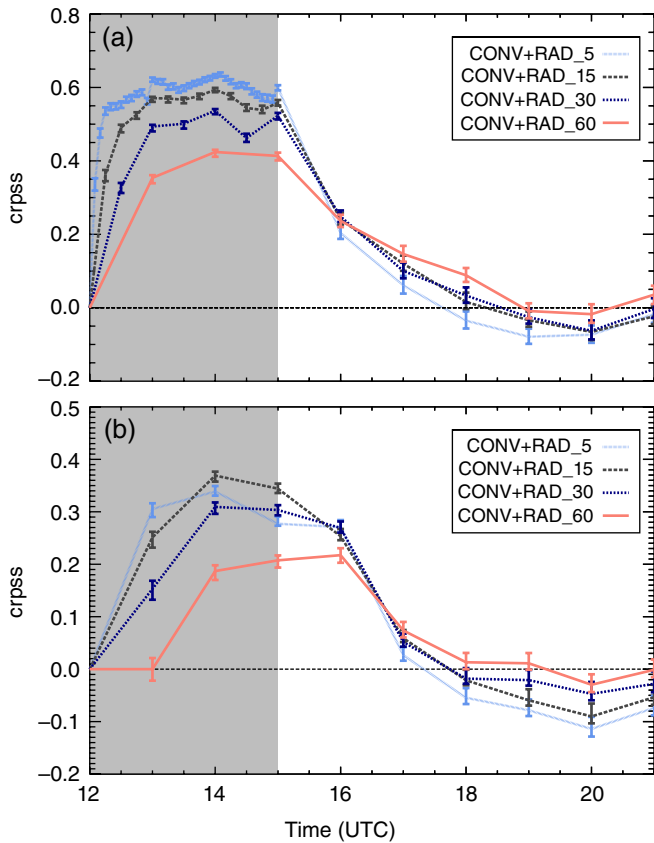 (a)
CONV+RAD_5
CONV+RAD_15
CONV+RAD_30
CONV+RAD_60
0.8
0.6
0.4
0.2
0.0
−0.2
crpss
(b)
CONV+RAD_5
CONV+RAD_15
CONV+RAD_30
CONV+RAD_60
0.5
0.4
0.3
0.2
0.1
0.0
−0.1
−0.2
crpss
12 14 16 18 20
Time (UTC)